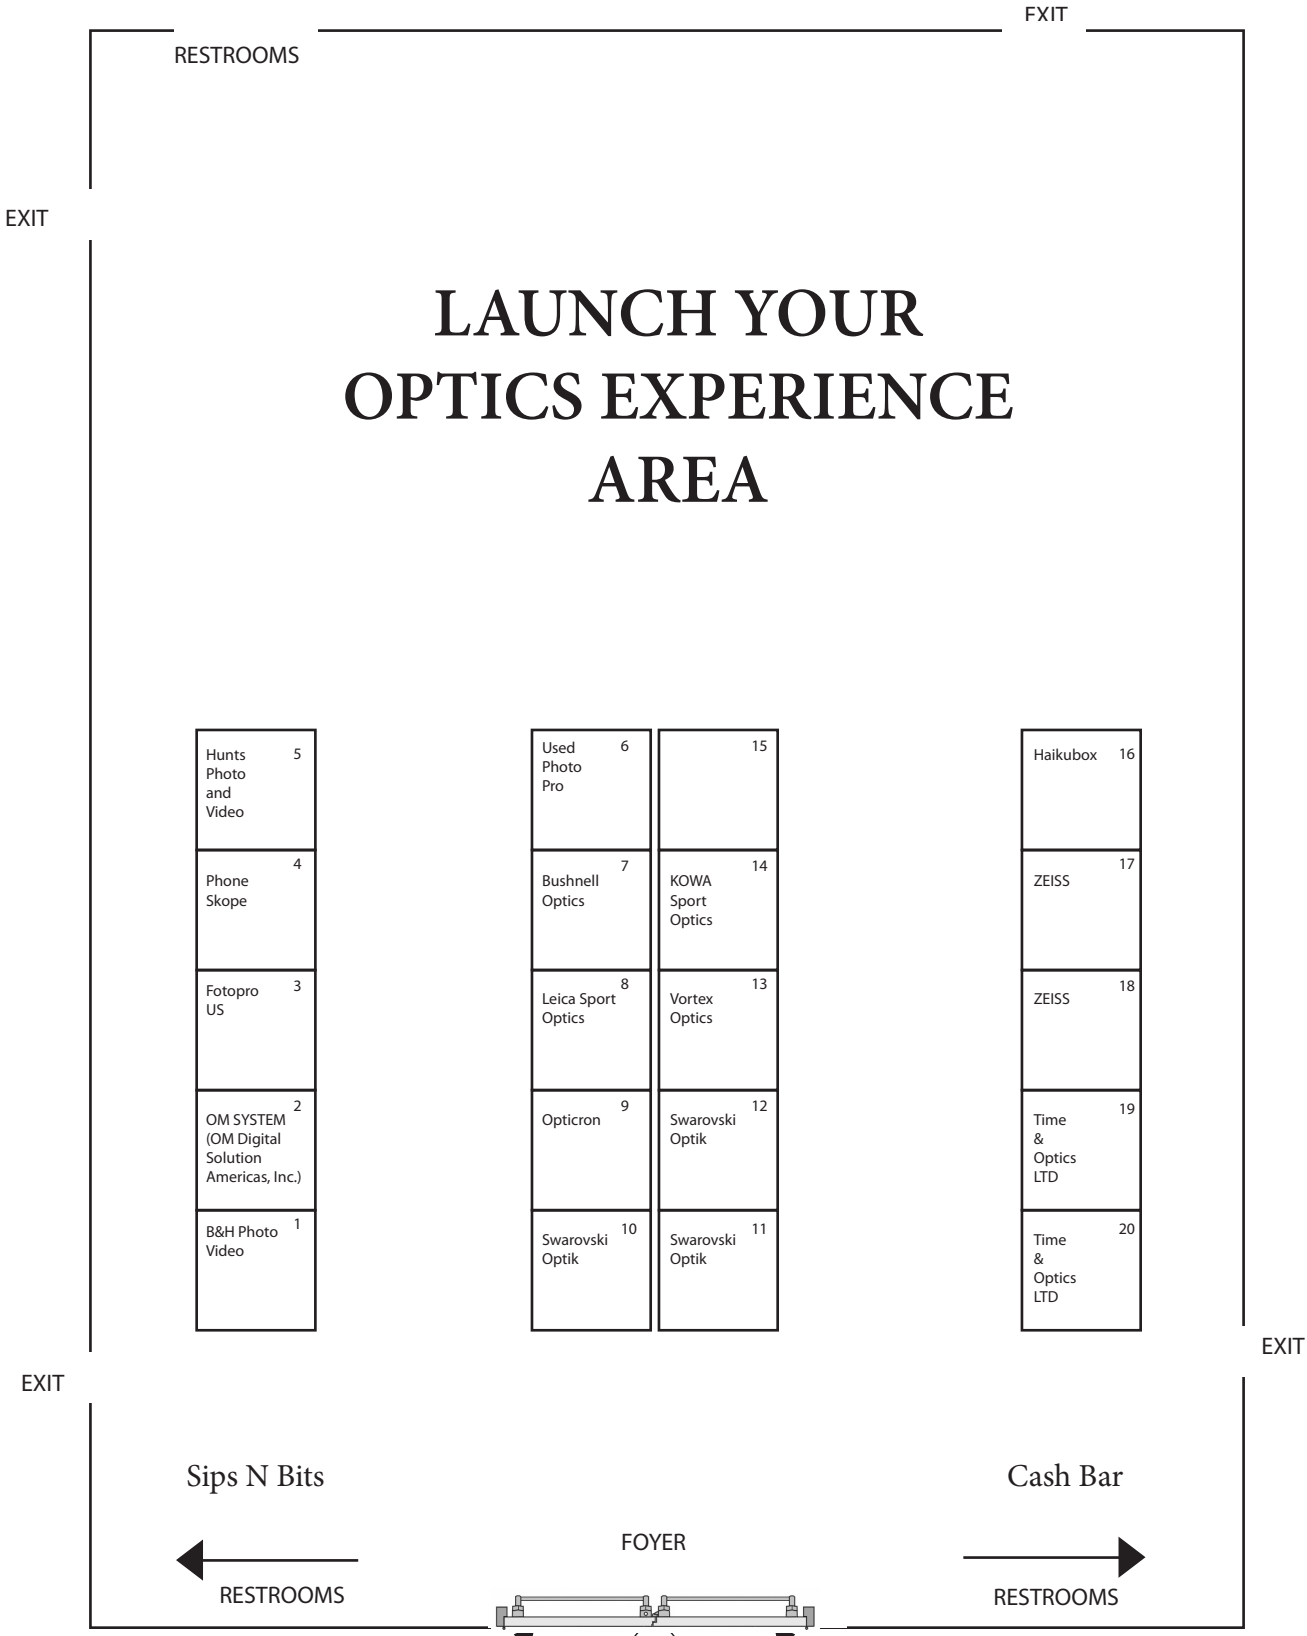 EXIT
RESTROOMS
EXIT
LAUNCH YOUR
OPTICS EXPERIENCE
AREA
Hunts 5
Photo
and
Video
4
Phone
Skope
Fotopro 3
US
2
OM SYSTEM
(OM Digital
Solution
Americas, Inc.)
B&H Photo 1
Video
Used 6
Photo
Pro
7
Bushnell
Optics
8
Leica Sport
Optics
9
Opticron
10
Swarovski
Optik
15
14
KOWA
Sport
Optics
13
Vortex
Optics
12
Swarovski
Optik
11
Swarovski
Optik
Haikubox 16
17
ZEISS
18
ZEISS
19
Time
&
Optics
LTD
20
Time
&
Optics
LTD
EXIT
EXIT
Sips N Bits
Cash Bar
FOYER
RESTROOMS
RESTROOMS